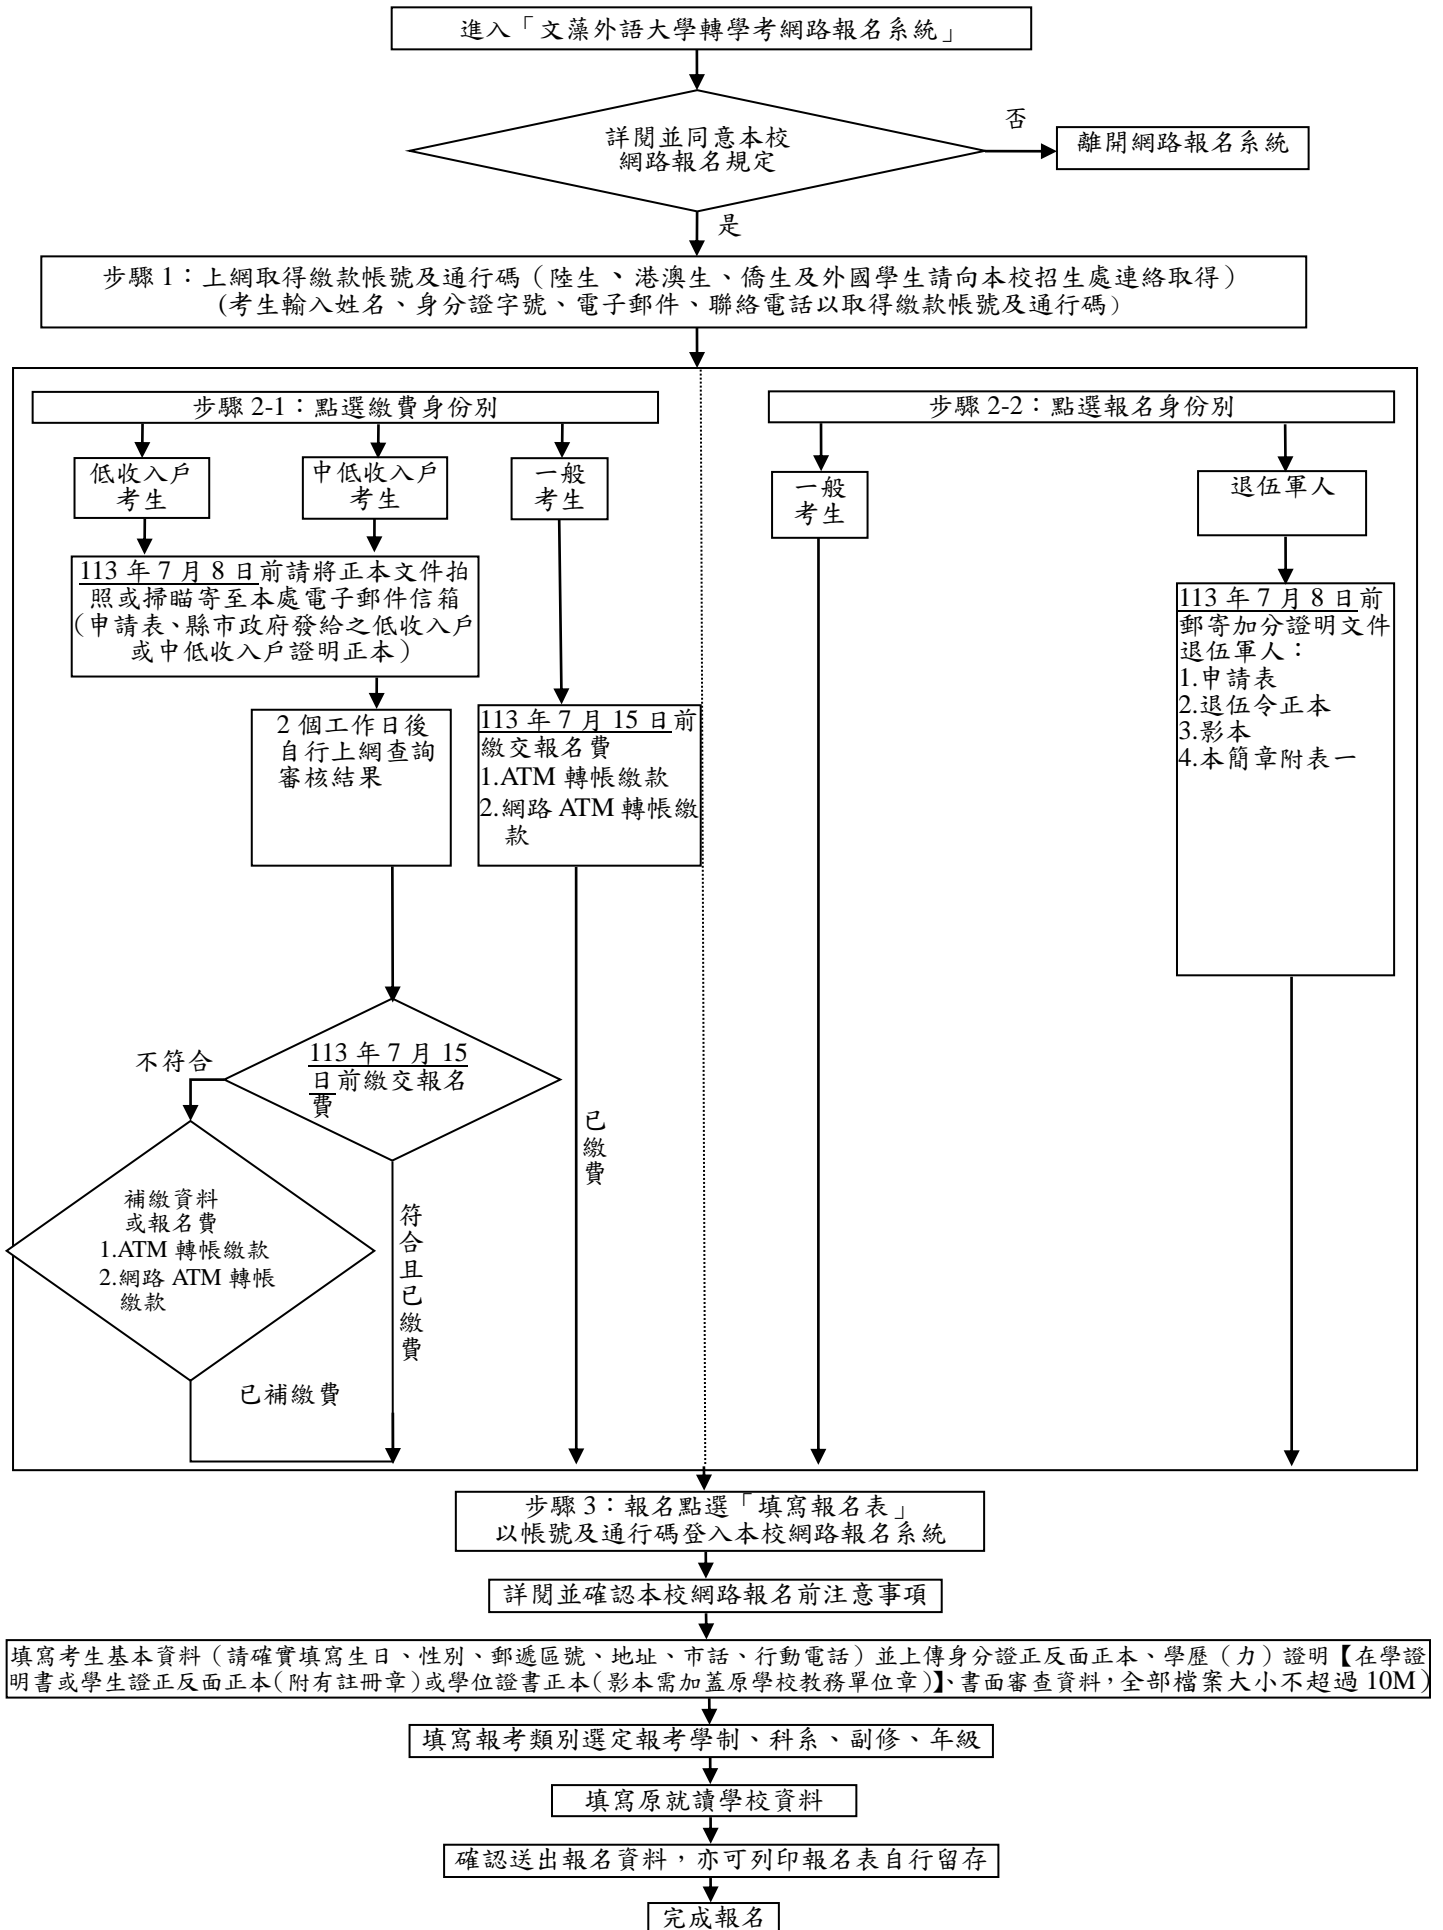 進入「文藻外語大學轉學考網路報名系統」
詳閱並同意本校
網路報名規定
否
離開網路報名系統
是
步驟 1：上網取得繳款帳號及通行碼（陸生、港澳生、僑生及外國學生請向本校招生處連絡取得）
(考生輸入姓名、身分證字號、電子郵件、聯絡電話以取得繳款帳號及通行碼)
步驟 2-1：點選繳費身份別
低收入戶
考生
中低收入戶
考生
一般
考生
113 年 7 月 8 日前請將正本文件拍
照或掃瞄寄至本處電子郵件信箱
（申請表、縣市政府發給之低收入戶
或中低收入戶證明正本）
2 個工作日後
自行上網查詢
審核結果
113 年 7 月 15 日前
繳交報名費
1.ATM 轉帳繳款
2.網路 ATM 轉帳繳
款
113 年 7 月 15
日前繳交報名
費
不符合
補繳資料
或報名費
1.ATM 轉帳繳款
2.網路 ATM 轉帳
繳款
已補繳費
符合且已繳費
已繳費
步驟 2-2：點選報名身份別
一般
考生
退伍軍人
113 年 7 月 8 日前
郵寄加分證明文件
退伍軍人：
1.申請表
2.退伍令正本
3.影本
4.本簡章附表一
步驟 3：報名點選「填寫報名表」
以帳號及通行碼登入本校網路報名系統
詳閱並確認本校網路報名前注意事項
填寫考生基本資料（請確實填寫生日、性別、郵遞區號、地址、市話、行動電話）並上傳身分證正反面正本、學歷（力）證明【在學證
明書或學生證正反面正本(附有註冊章)或學位證書正本(影本需加蓋原學校教務單位章)】、書面審查資料，全部檔案大小不超過 10M）
填寫報考類別選定報考學制、科系、副修、年級
填寫原就讀學校資料
確認送出報名資料，亦可列印報名表自行留存
完成報名